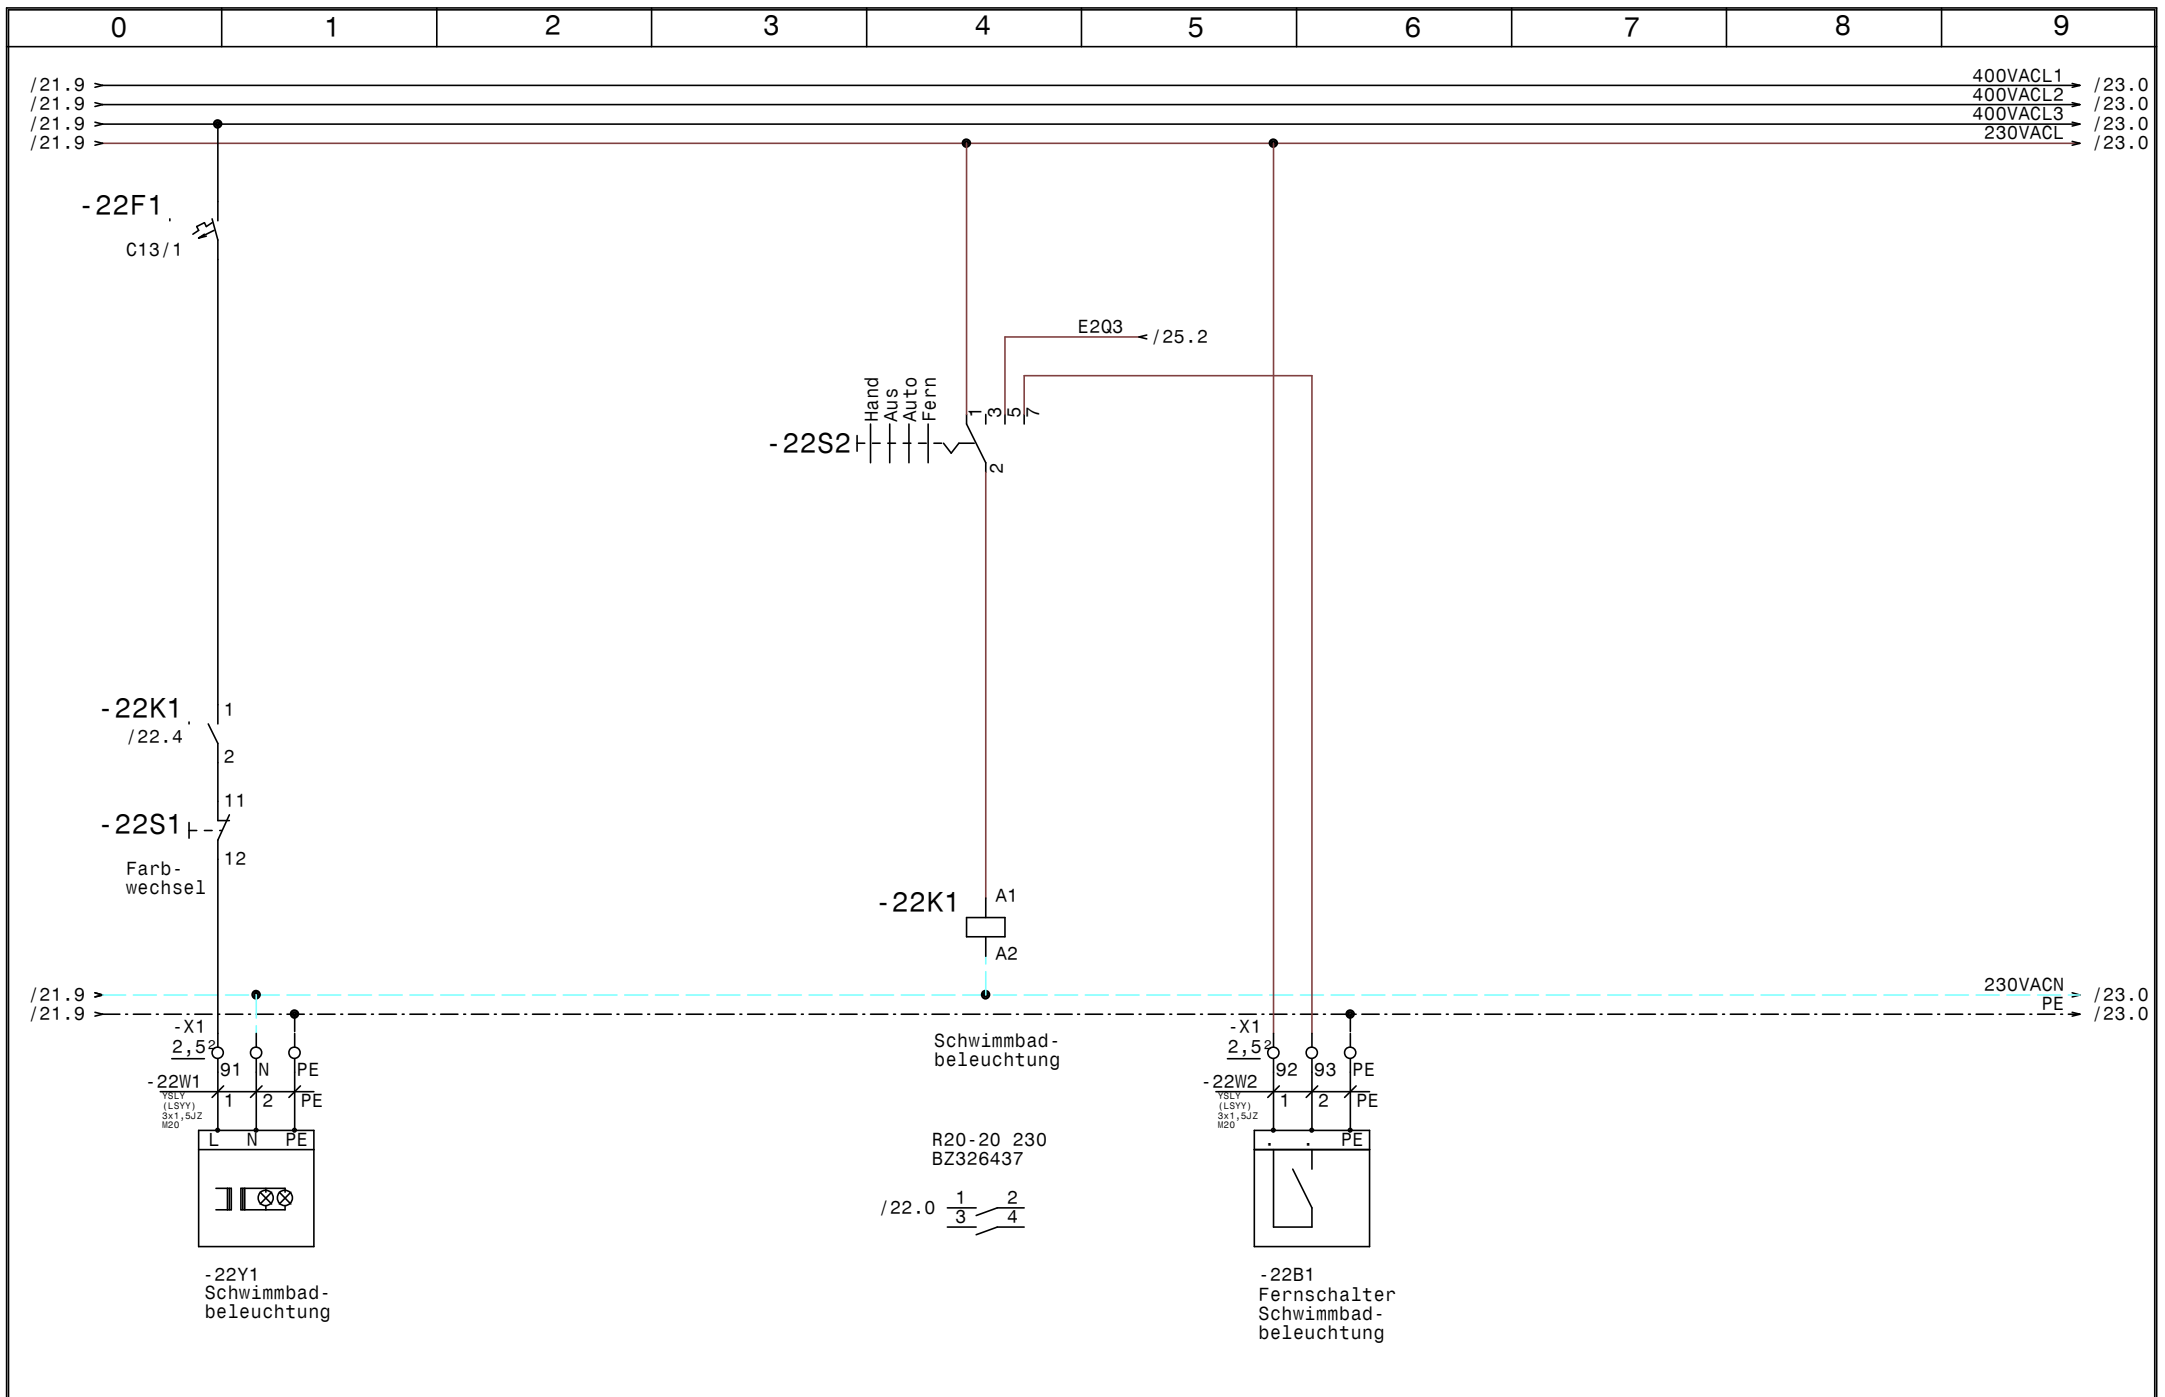 0 1 2 3 4 5 6 7 8 9
/21.9 400VACL1 /23.0
/21.9 400VACL2 /23.0
/21.9 400VACL3 /23.0
/21.9 230VACL /23.0
-22F1
C13/1
E2Q3 /25.2
Hand
Aus
Auto
Fern
1 3 5 7
-22S2
2
-22K1 1
/22.4
2
11
-22S1
12
Farb-
wechsel
-22K1 A1
A2
/21.9 230VACN /23.0
/21.9 PE /23.0
-X1
2,5²
91 N PE
-22W1
YSLY
(LSYY)
3x1,5JZ
M20
1 2 PE
L N PE
-22Y1
Schwimmbad-
beleuchtung
Schwimmbad-
beleuchtung
R20-20 230
BZ326437
/22.0 1 2
3 4
-X1
2,5²
92 93 PE
-22W2
YSLY
(LSYY)
3x1,5JZ
M20
1 2 PE
. . PE
-22B1
Fernschalter
Schwimmbad-
beleuchtung